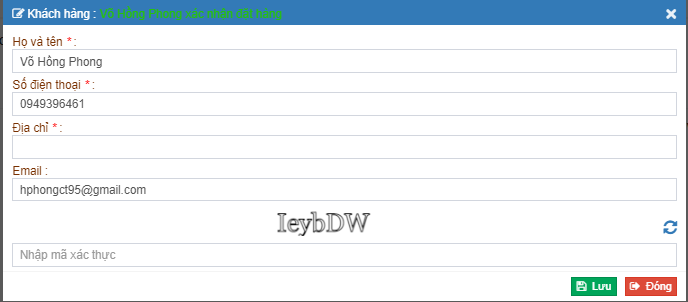 Khách hàng : Võ Hồng Phong xác nhận đặt hàng
Họ và tên * :
Võ Hồng Phong
Số điện thoại * :
0949396461
Địa chỉ * :
Email :
hphongct95@gmail.com
IeybDW
Nhập mã xác thực
Lưu Đóng